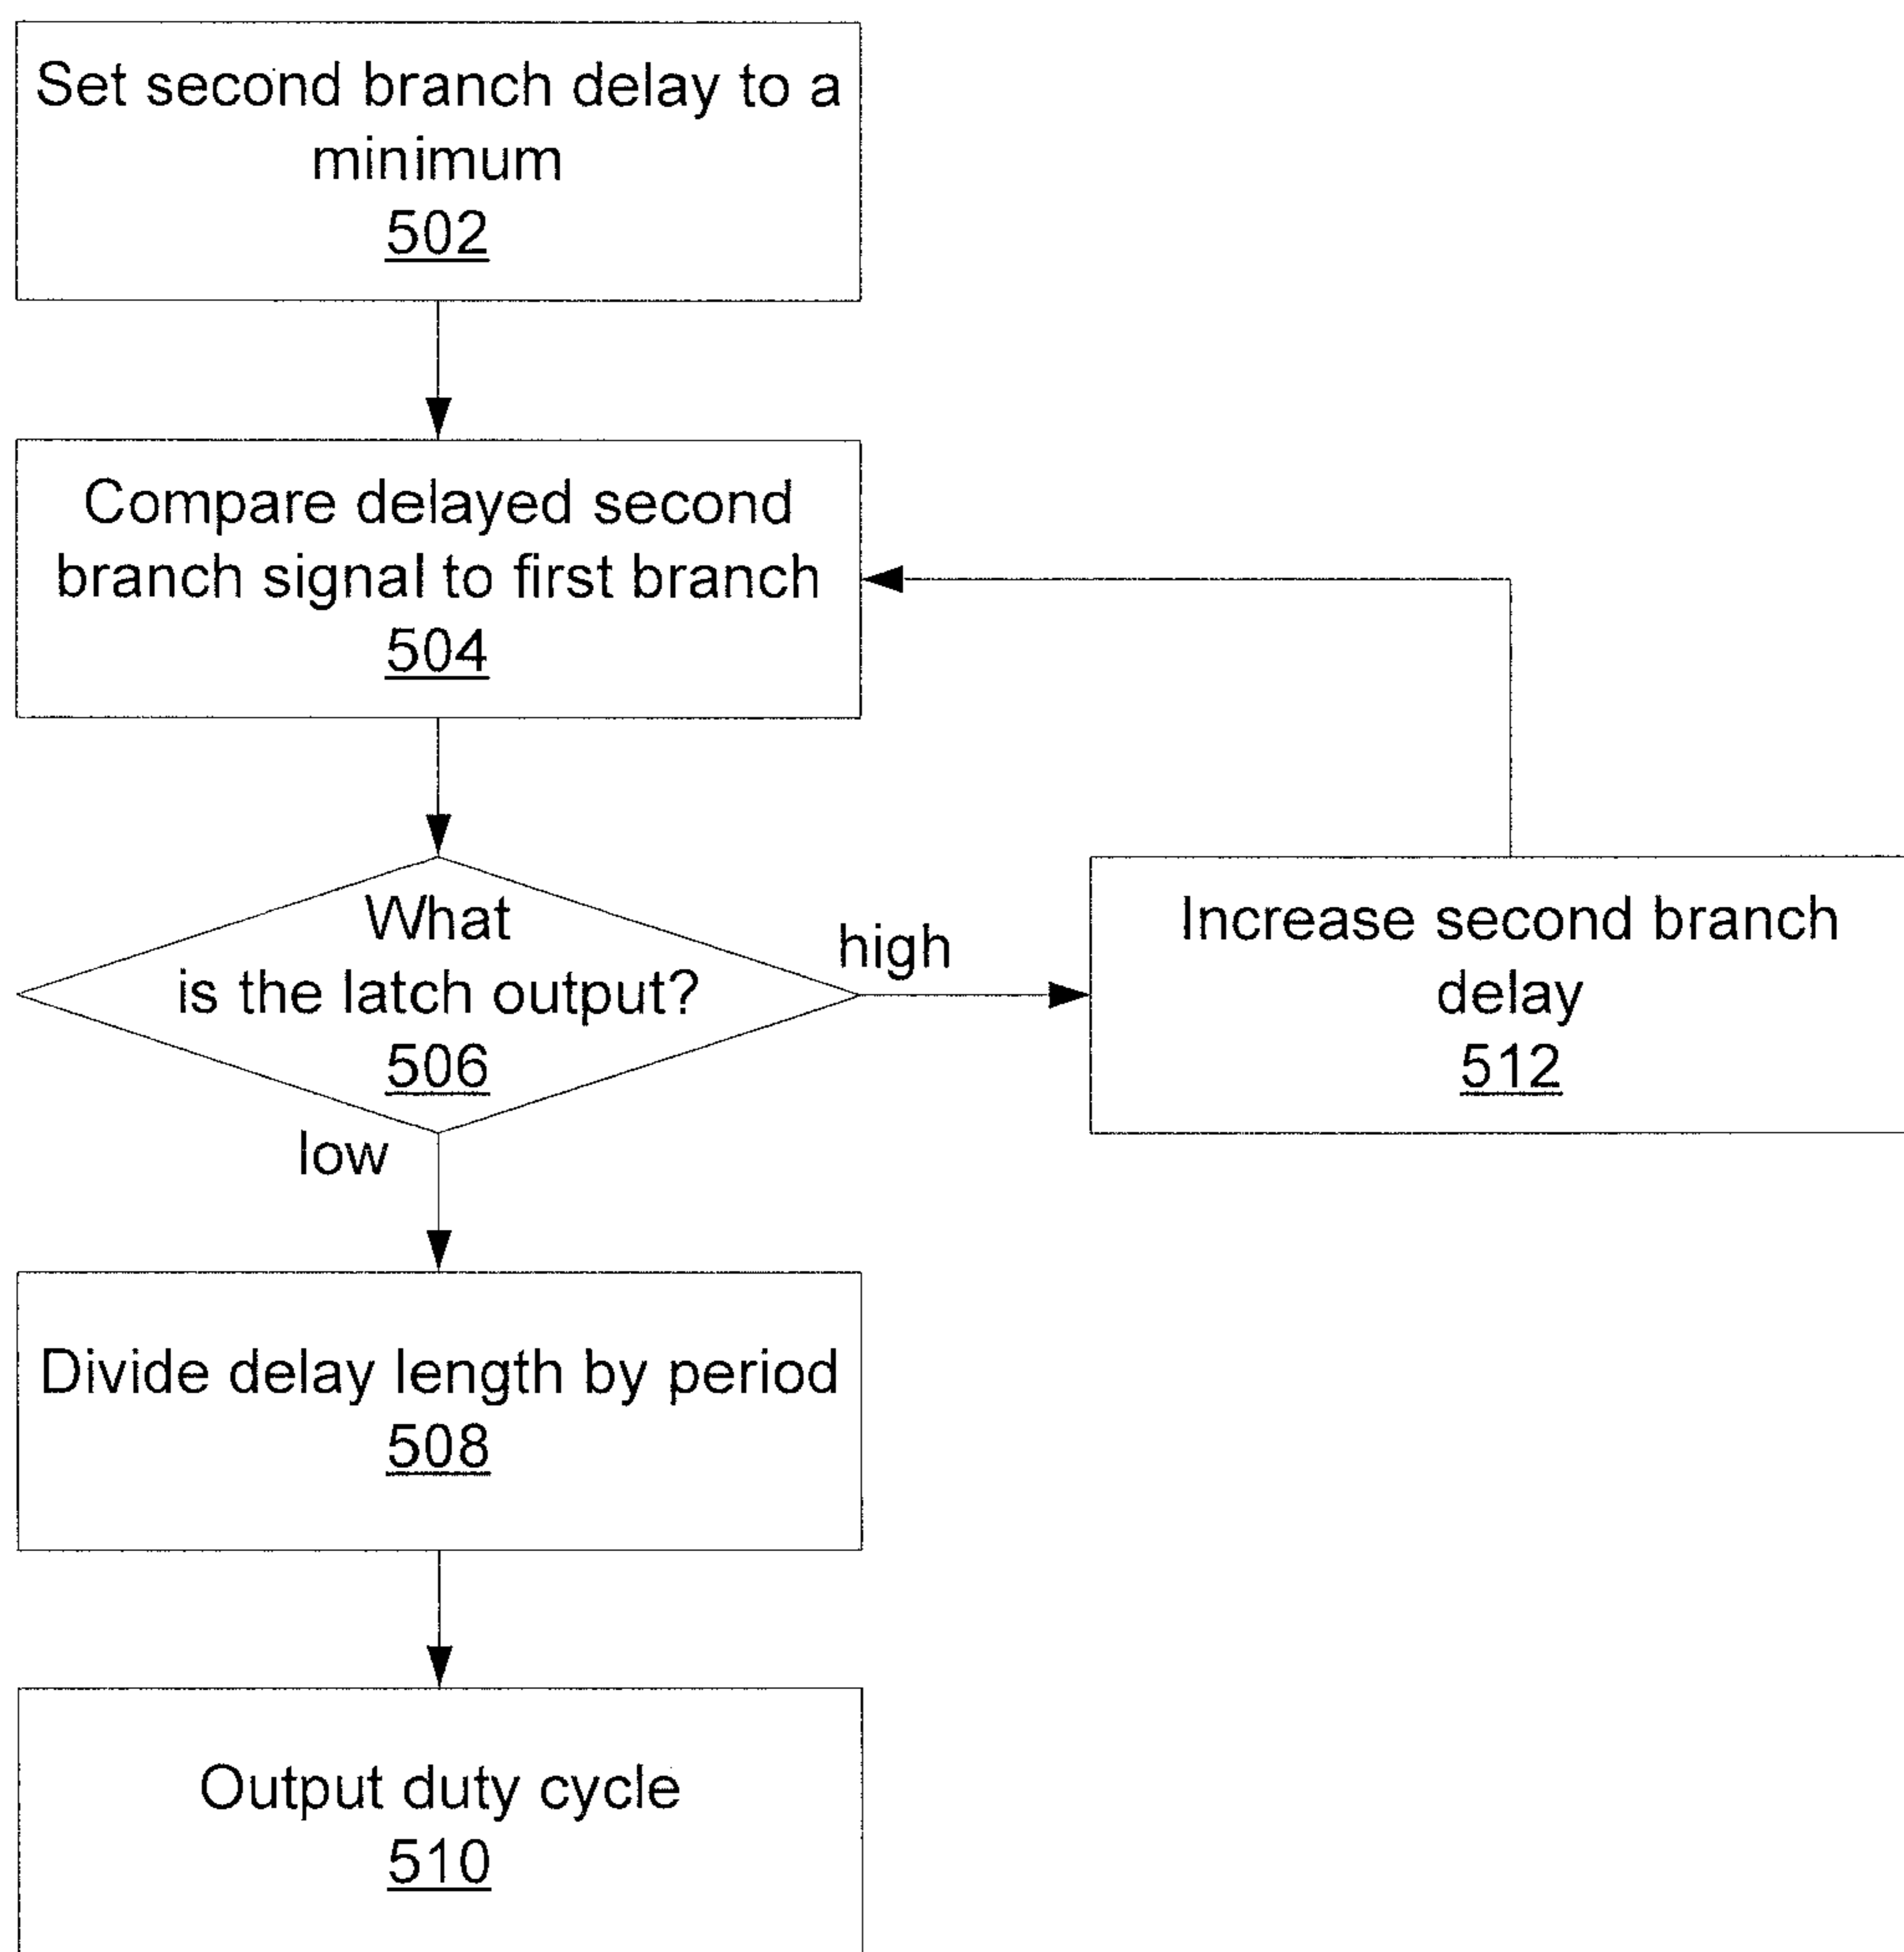 Set second branch delay to a
minimum
502
Compare delayed second
branch signal to first branch
504
What
is the latch output?
506
high
Increase second branch
delay
512
low
Divide delay length by period
508
Output duty cycle
510